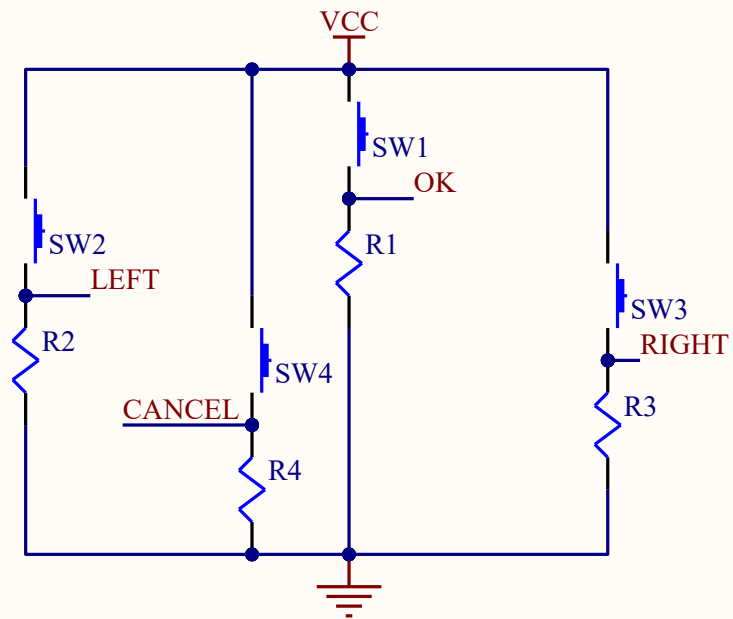 VCC
SW1
OK
R1
SW2
LEFT
R2
SW3
RIGHT
R3
SW4
CANCEL
R4